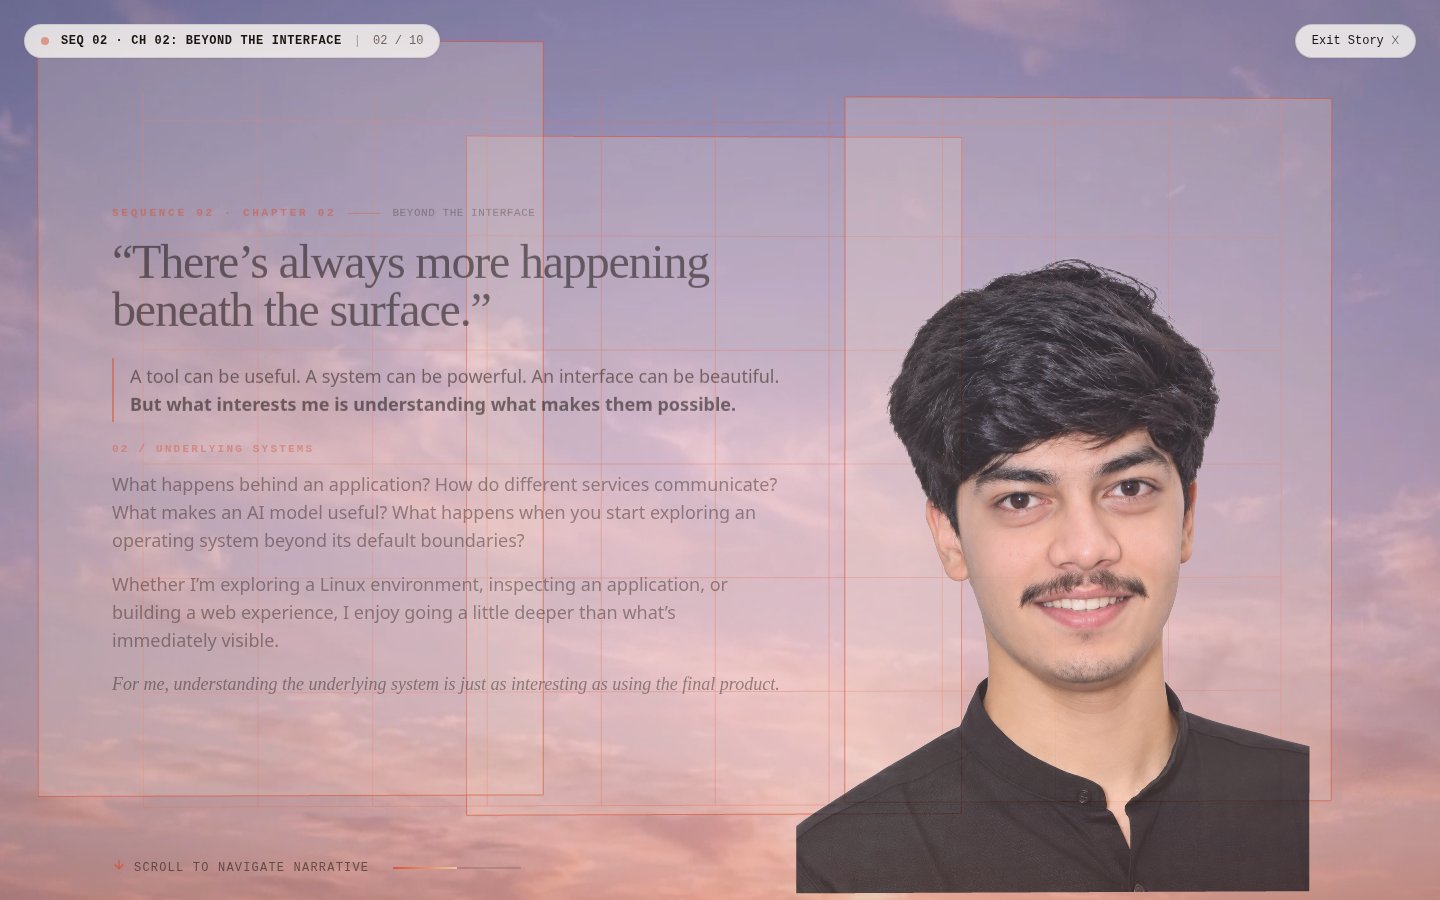 SEQ 02 · CH 02: BEYOND THE INTERFACE | 02 / 10
Exit Story X
SEQUENCE 02 · CHAPTER 02 BEYOND THE INTERFACE
“There’s always more happening
beneath the surface.”
A tool can be useful. A system can be powerful. An interface can be beautiful.
But what interests me is understanding what makes them possible.
02 / UNDERLYING SYSTEMS
What happens behind an application? How do different services communicate?
What makes an AI model useful? What happens when you start exploring an
operating system beyond its default boundaries?
Whether I’m exploring a Linux environment, inspecting an application, or
building a web experience, I enjoy going a little deeper than what’s
immediately visible.
For me, understanding the underlying system is just as interesting as using the final product.
↓ SCROLL TO NAVIGATE NARRATIVE